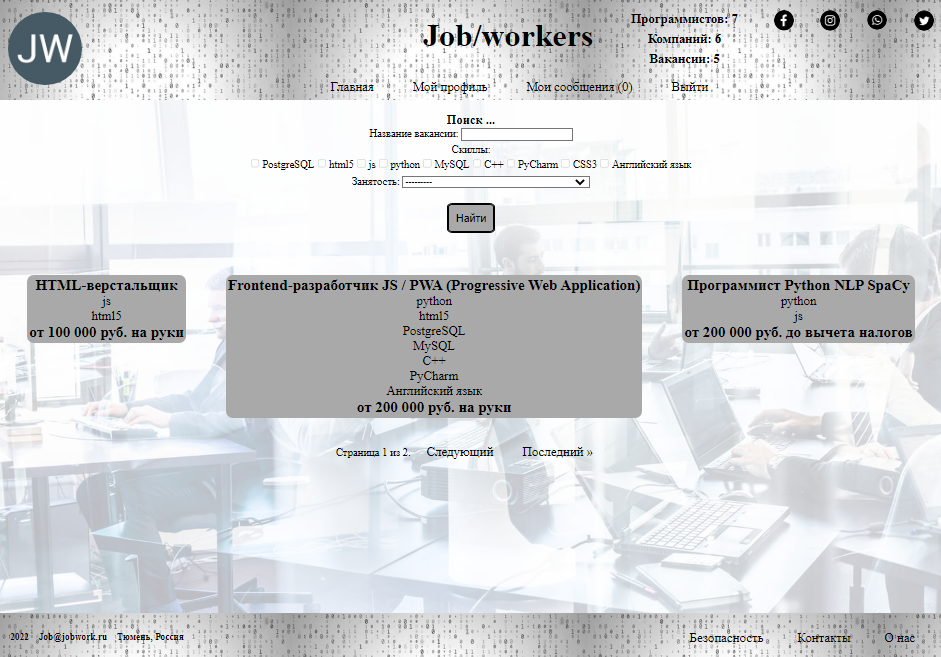 JW
Job/workers
Программистов: 7
Компаний: 6
Вакансии: 5
Главная Мой профиль Мои сообщения (0) Выйти
Поиск ...
Название вакансии:
Скиллы:
PostgreSQL html5 js python MySQL C++ PyCharm CSS3 Английский язык
Занятость: ---------
Найти
HTML-верстальщик
js
html5
от 100 000 руб. на руки
Frontend-разработчик JS / PWA (Progressive Web Application)
python
html5
PostgreSQL
MySQL
C++
PyCharm
Английский язык
от 200 000 руб. на руки
Программист Python NLP SpaCy
python
js
от 200 000 руб. до вычета налогов
Страница 1 из 2. Следующий Последний »
2022 Job@jobwork.ru Тюмень, Россия
Безопасность Контакты О нас